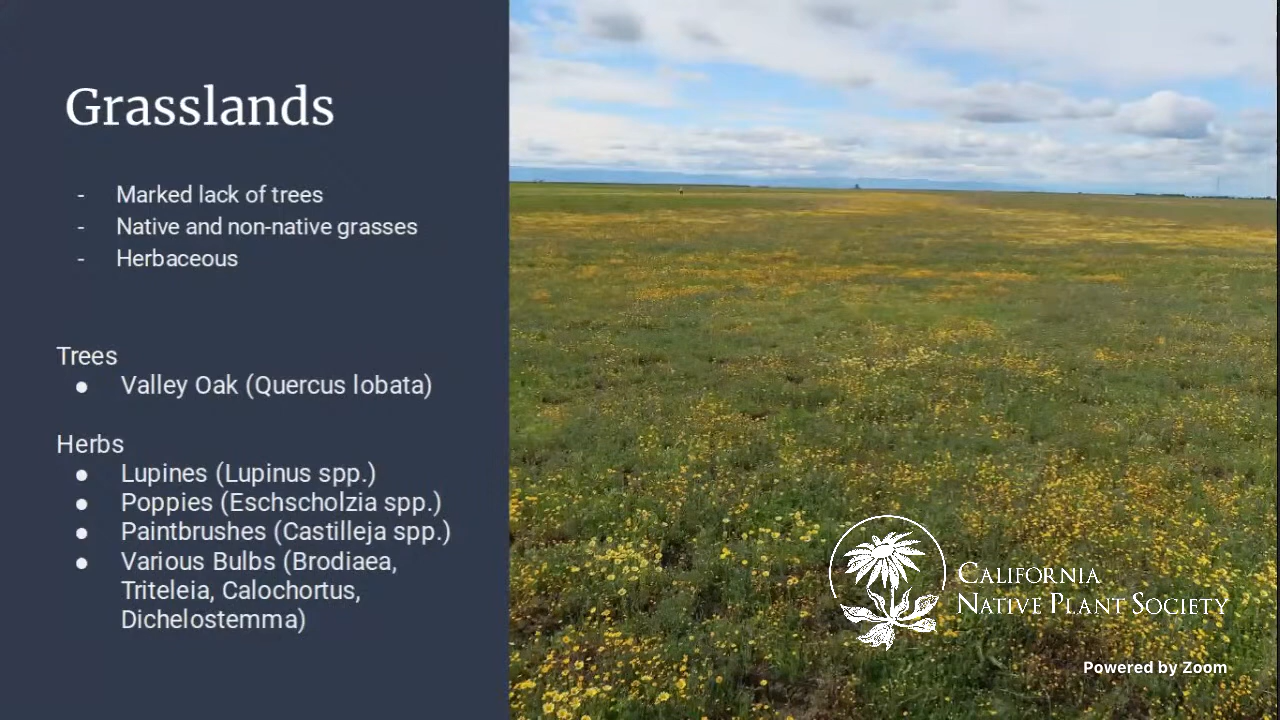 Grasslands
- Marked lack of trees
- Native and non-native grasses
- Herbaceous
Trees
● Valley Oak (Quercus lobata)
Herbs
● Lupines (Lupinus spp.)
● Poppies (Eschscholzia spp.)
● Paintbrushes (Castilleja spp.)
● Various Bulbs (Brodiaea,
Triteleia, Calochortus,
Dichelostemma)
California
Native Plant Society
Powered by Zoom